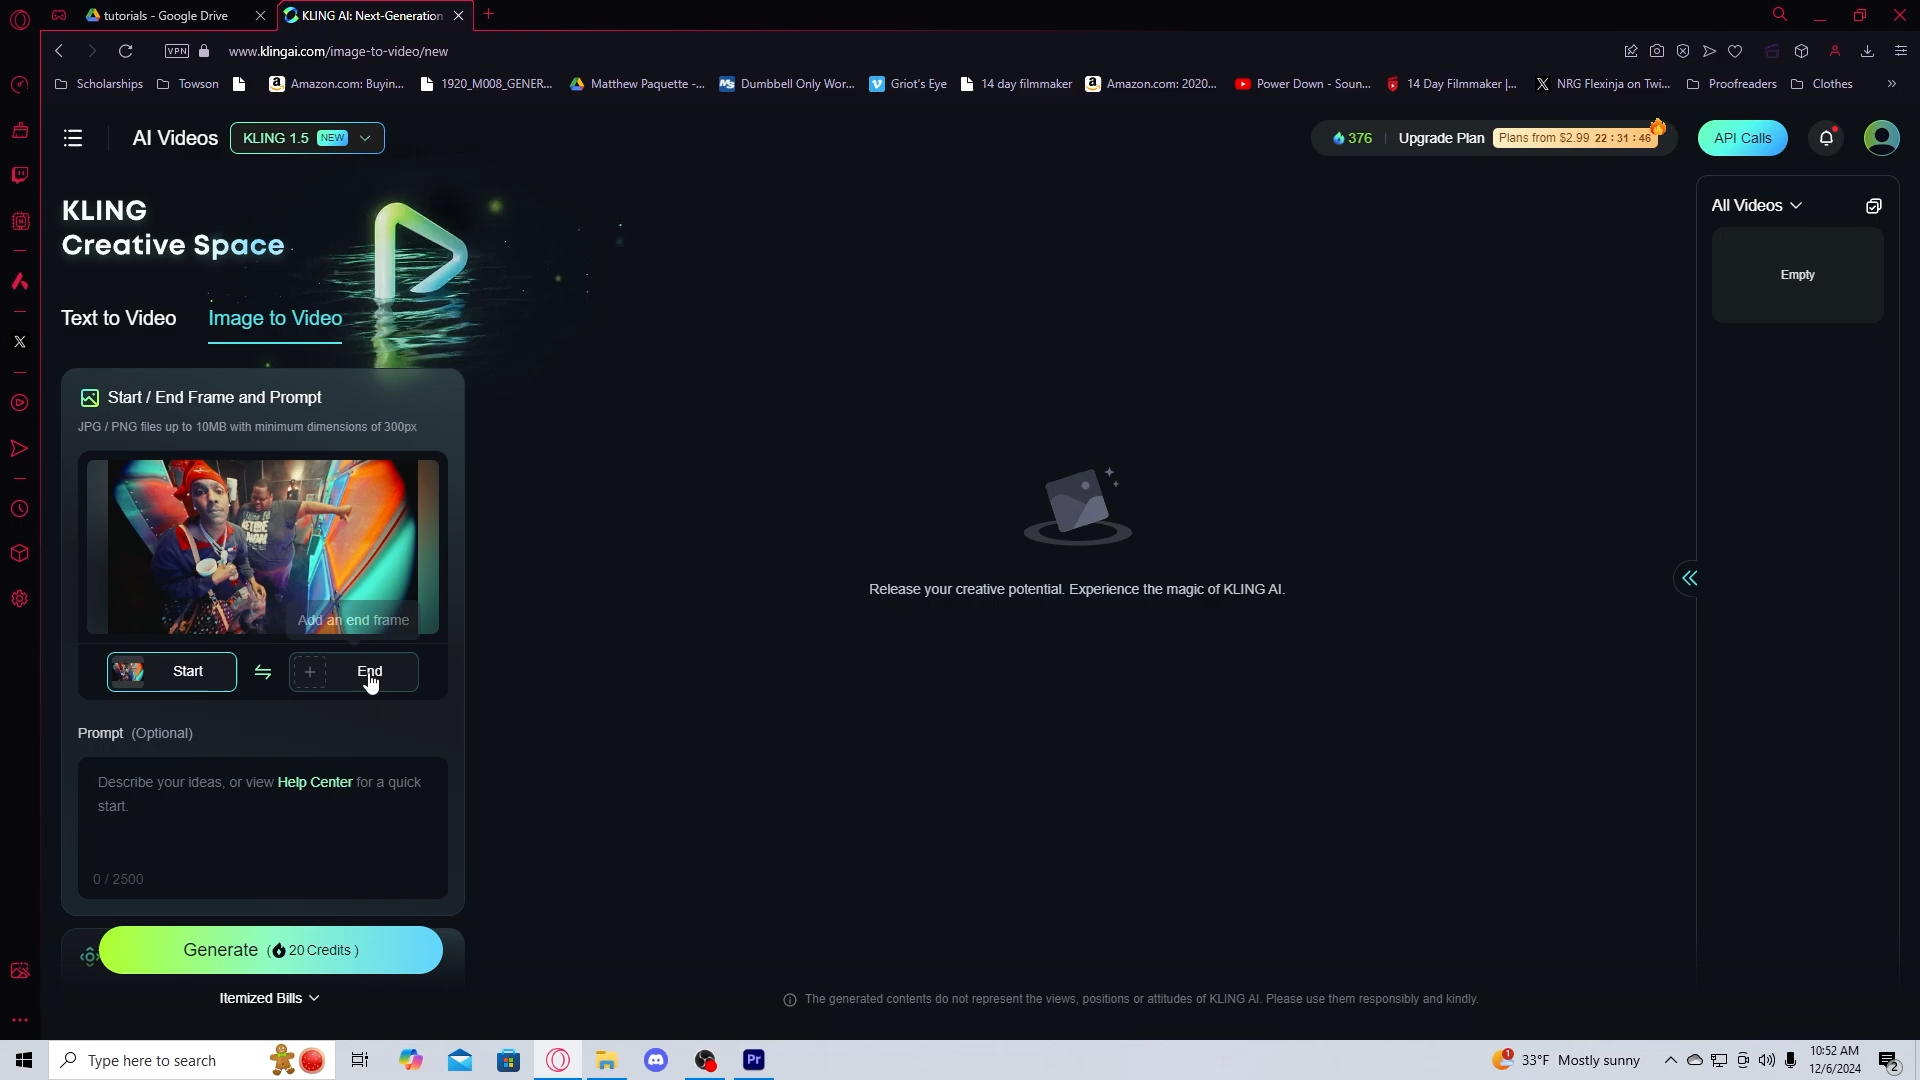 tutorials - Google Drive
KLING AI: Next-Generation
VPN
www.klingai.com/image-to-video/new
Scholarships
Towson
Amazon.com: Buyin...
1920_M008_GENER...
Matthew Paquette -...
Dumbbell Only Wor...
Griot's Eye
14 day filmmaker
Amazon.com: 2020...
Power Down - Soun...
14 Day Filmmaker |...
NRG Flexinja on Twi...
Proofreaders
Clothes
AI Videos
KLING 1.5 NEW
376
Upgrade Plan
Plans from $2.99 22 : 31 : 46
API Calls
KLING
Creative Space
Text to Video
Image to Video
Start / End Frame and Prompt
JPG / PNG files up to 10MB with minimum dimensions of 300px
Add an end frame
Start
End
Prompt (Optional)
Describe your ideas, or view Help Center for a quick
start.
0 / 2500
Generate ( 20 Credits )
Itemized Bills
Release your creative potential. Experience the magic of KLING AI.
The generated contents do not represent the views, positions or attitudes of KLING AI. Please use them responsibly and kindly.
All Videos
Empty
Type here to search
Pr
1
33°F Mostly sunny
10:52 AM
12/6/2024
2